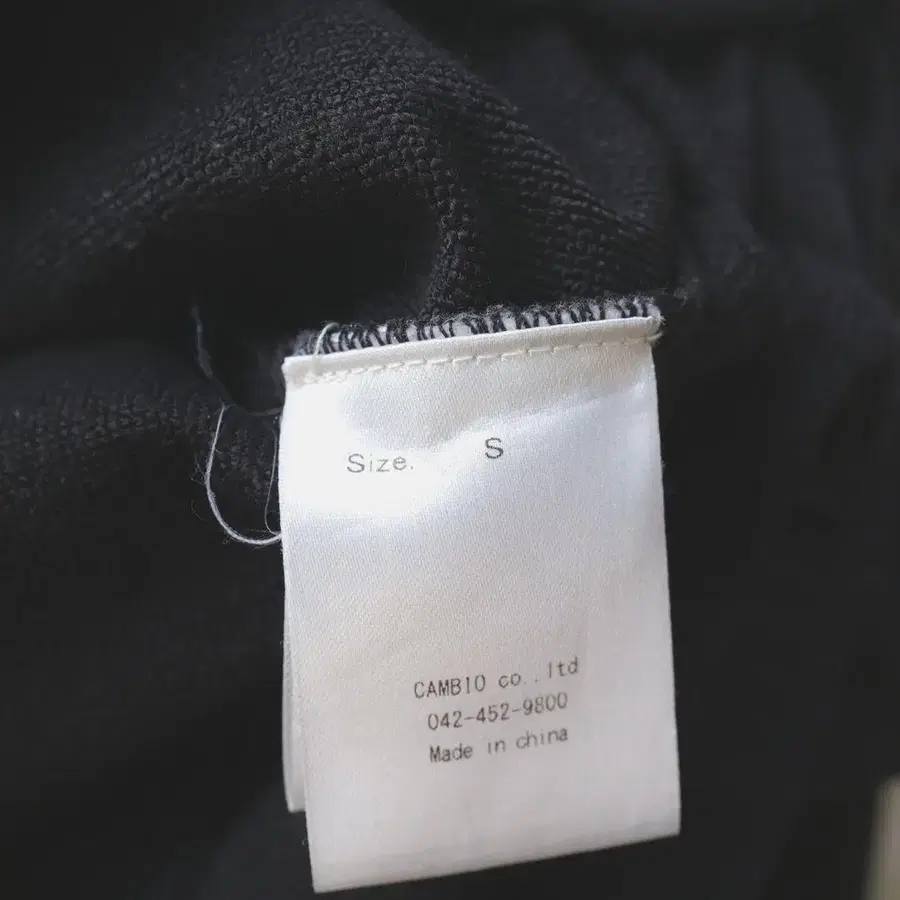 Size. S
CAMBIO co.,ltd
042-452-9800
Made in china